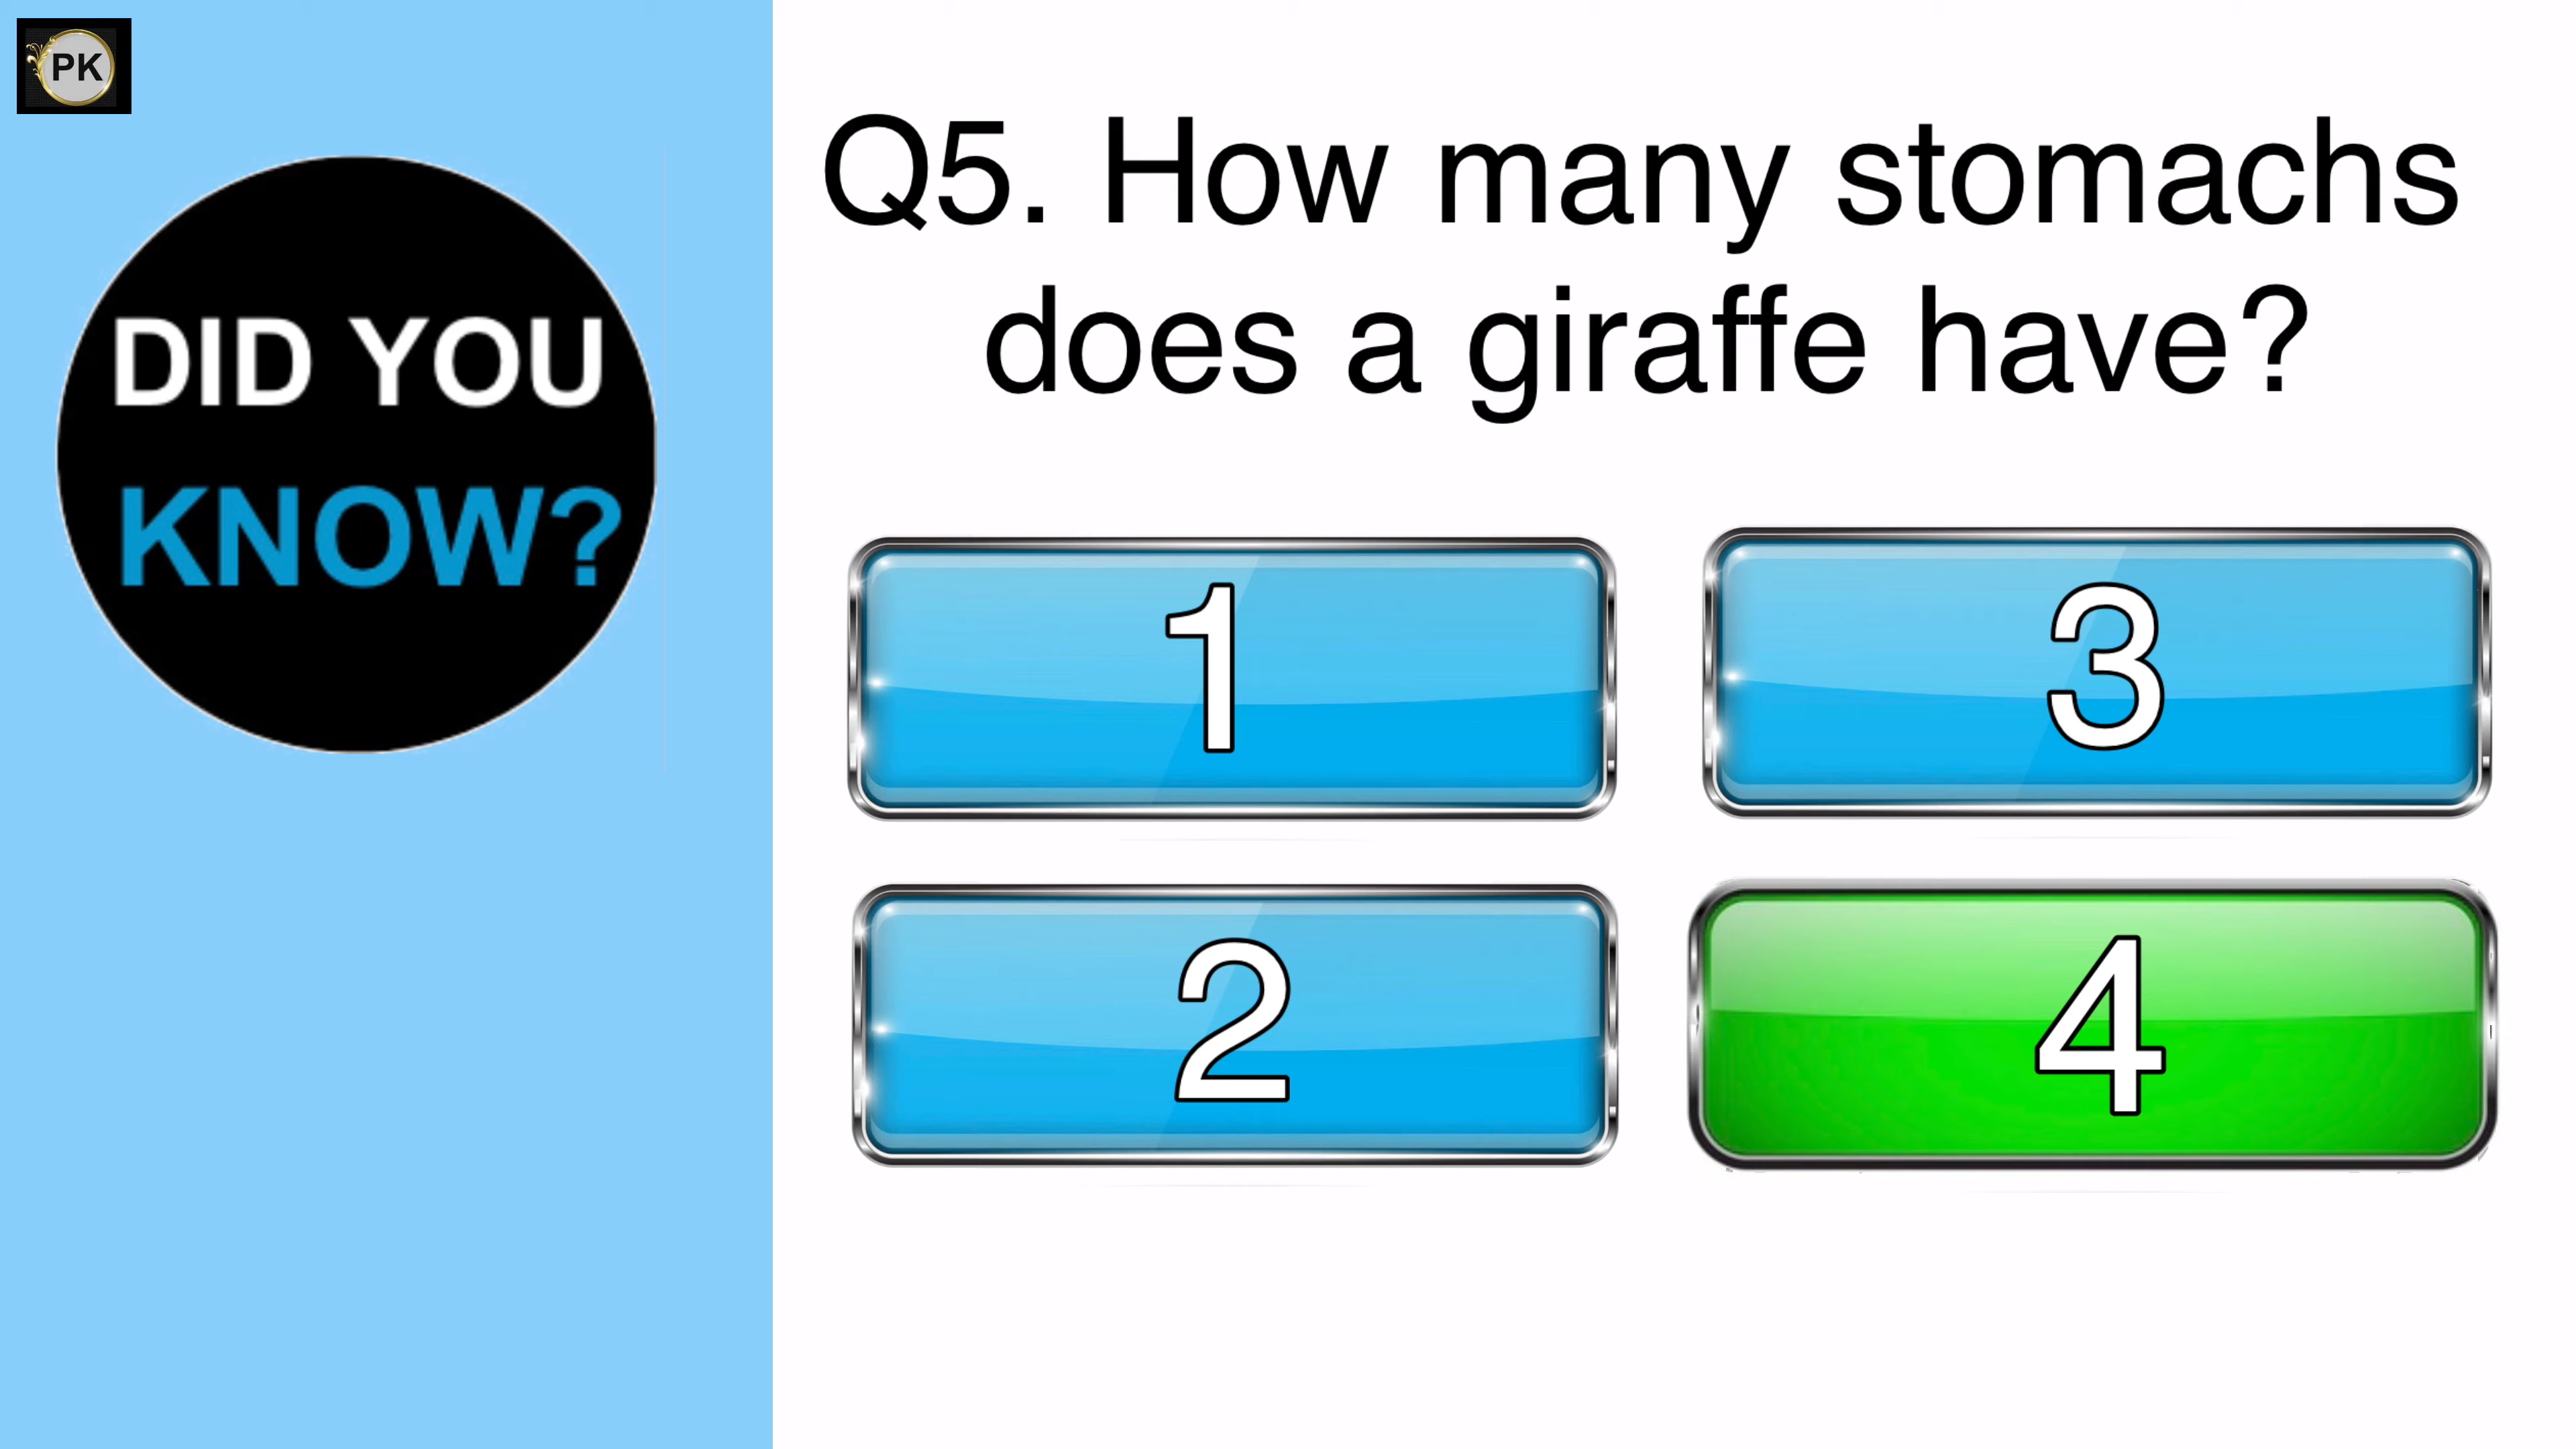 PK
DID YOU
KNOW?
Q5. How many stomachs
does a giraffe have?
1
3
2
4